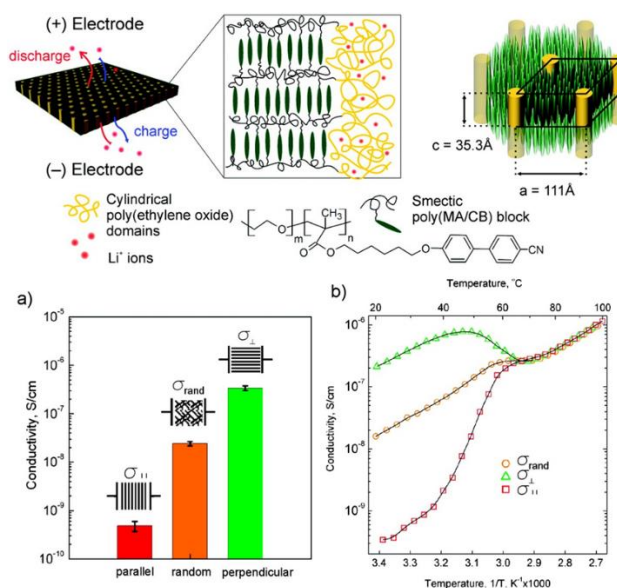 (+) Electrode
discharge
charge
(−) Electrode
c = 35.3Å
a = 111Å
Cylindrical
poly(ethylene oxide)
domains
Li⁺ ions
Smectic
poly(MA/CB) block
O
m
CH₃
n
O
O
O
CN
a)
Conductivity, S/cm
10⁻⁵
10⁻⁶
10⁻⁷
10⁻⁸
10⁻⁹
10⁻¹⁰
σ||
σrand
σ⊥
parallel
random
perpendicular
b)
Temperature, °C
20 30 40 50 60 70 80 100
Conductivity, S/cm
10⁻⁶
10⁻⁷
10⁻⁸
10⁻⁹
σrand
σ⊥
σ||
3.4 3.3 3.2 3.1 3.0 2.9 2.8 2.7
Temperature, 1/T, K⁻¹x1000